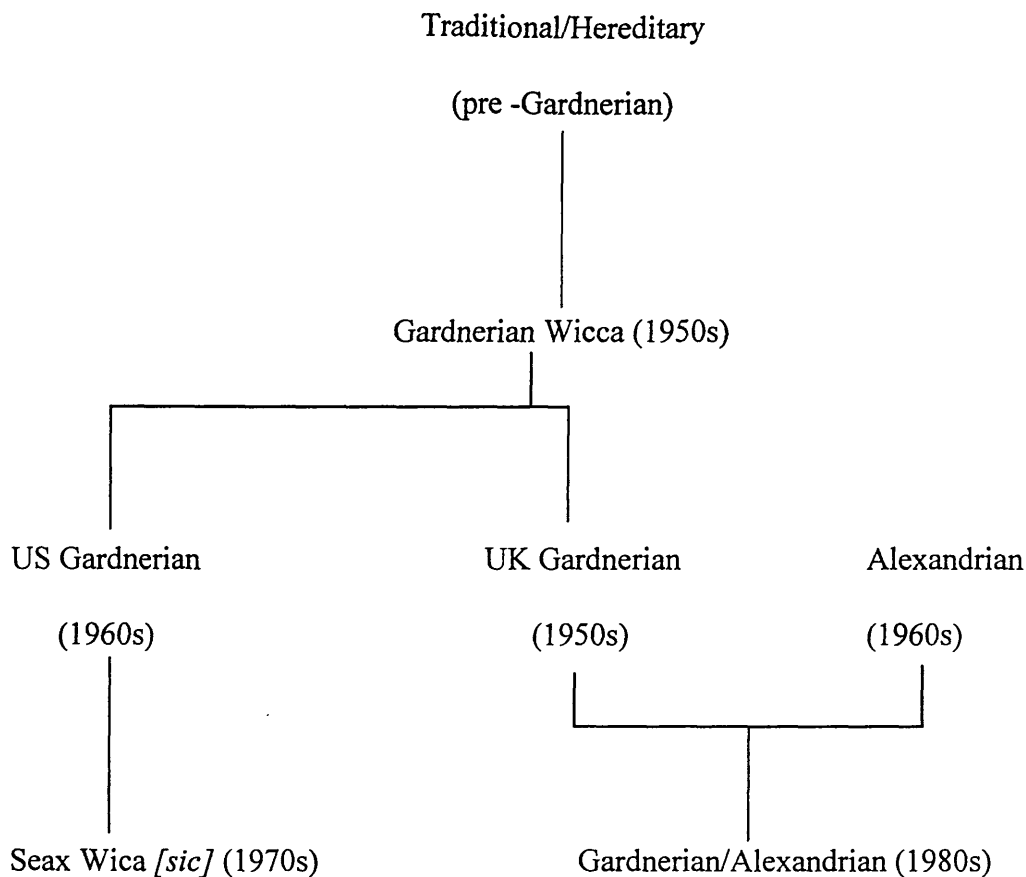 Traditional/Hereditary
(pre -Gardnerian)
Gardnerian Wicca (1950s)
US Gardnerian UK Gardnerian Alexandrian
(1960s) (1950s) (1960s)
Seax Wica [sic] (1970s) Gardnerian/Alexandrian (1980s)